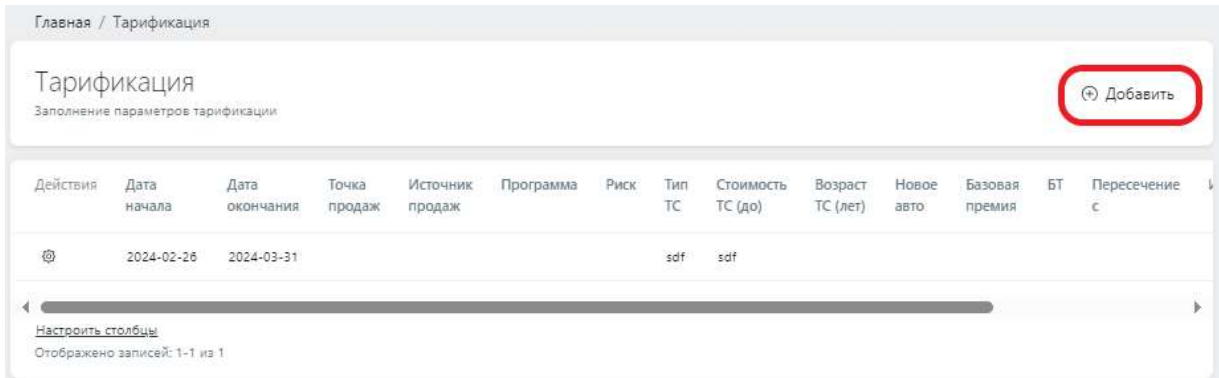 Главная / Тарификация
Тарификация
Заполнение параметров тарификации
Добавить
Действия Дата Дата Точка Источник Программа Риск Тип Стоимость Возраст Новое Базовая БТ Пересечение
начала окончания продаж продаж ТС ТС (до) ТС (лет) авто премия с
2024-02-26 2024-03-31 sdf sdf
Настроить столбцы
Отображено записей: 1-1 из 1